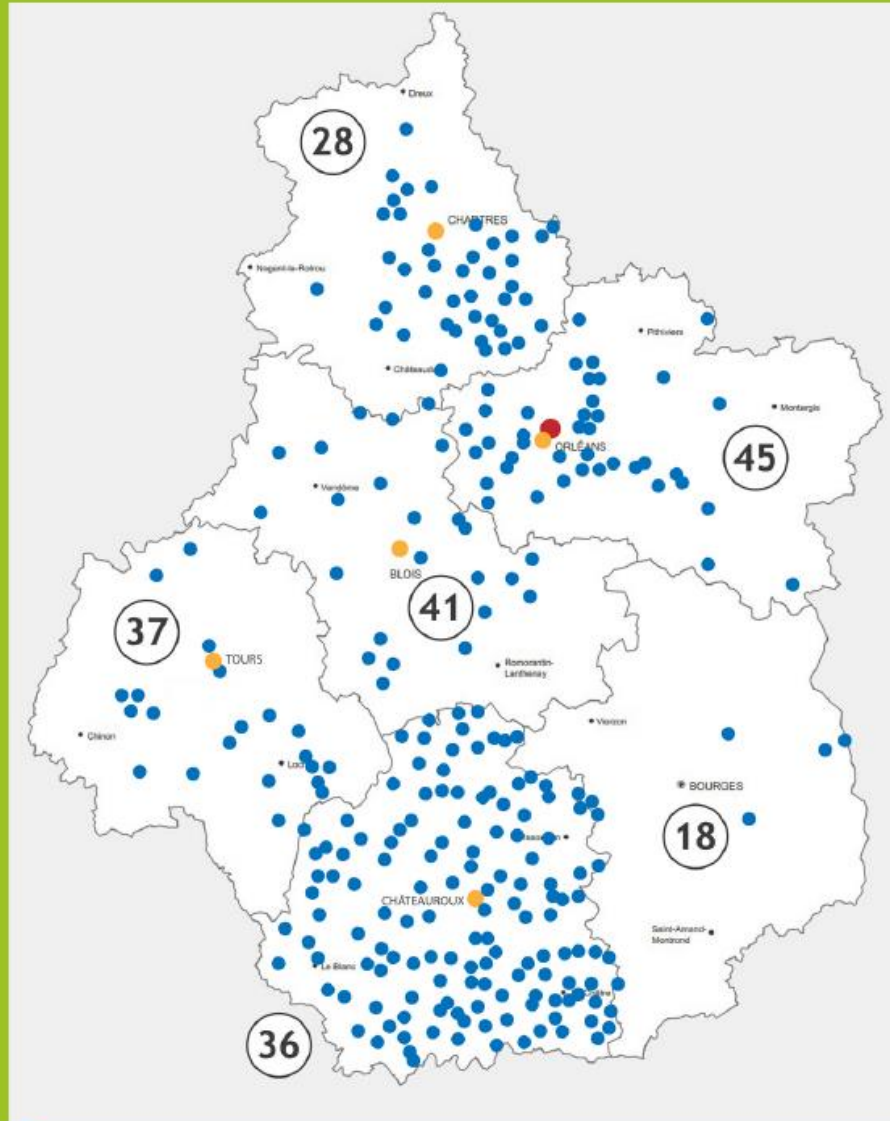 Dreux
28
CHARTRES
Nogent-le-Rotrou
Pithiviers
Montargis
ORLÉANS
45
Vendôme
BLOIS
41
37
TOURS
Romorantin-
Lanthenay
Chinon
Vierzon
BOURGES
18
CHÂTEAUROUX
Saint-Amand-
Montrond
Le Blanc
36